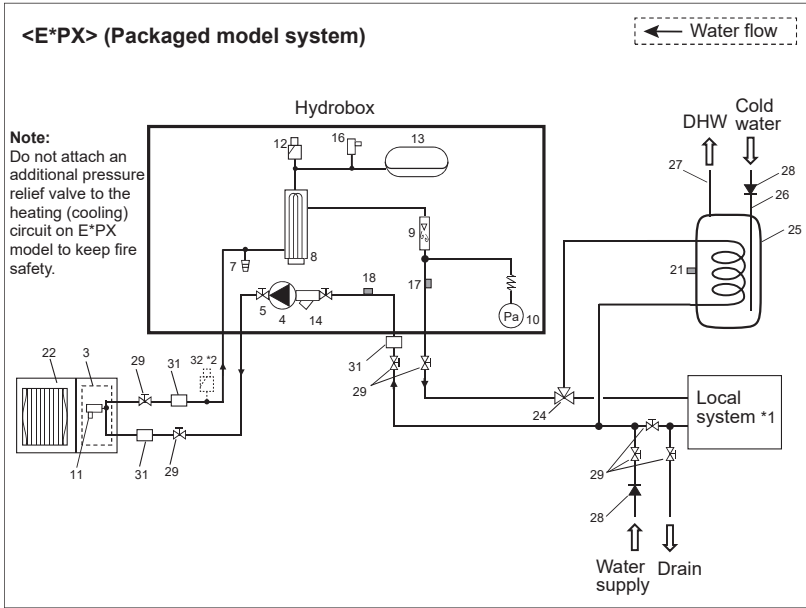 <E*PX> (Packaged model system)
Water flow
Hydrobox
Note:
Do not attach an
additional pressure
relief valve to the
heating (cooling)
circuit on E*PX
model to keep fire
safety.
12
16
13
DHW
Cold
water
27
28
26
25
9
7
8
21
18
17
5
4
14
Pa
10
22
3
29
31
32 *2
31
29
24
Local
system *1
11
31
29
29
28
Water
supply
Drain